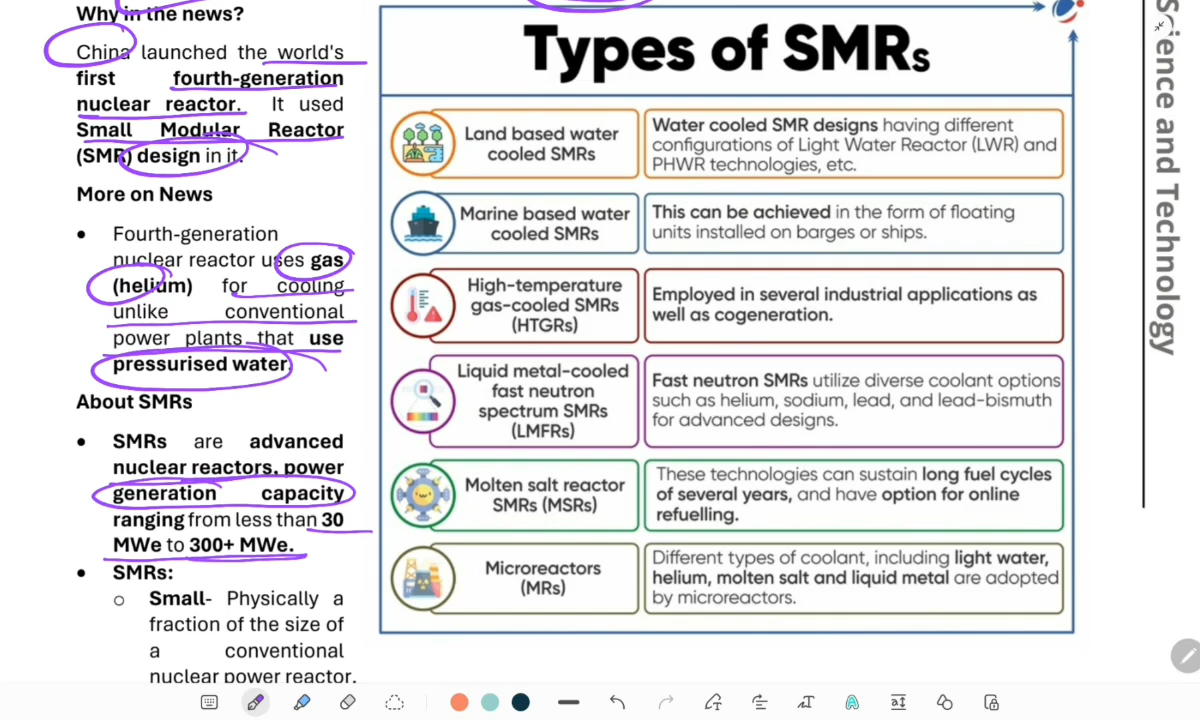 Why in the news?
China launched the world's
first fourth-generation
nuclear reactor. It used
Small Modular Reactor
(SMR) design in it.
More on News
• Fourth-generation
nuclear reactor uses gas
(helium) for cooling
unlike conventional
power plants that use
pressurised water.
About SMRs
• SMRs are advanced
nuclear reactors, power
generation capacity
ranging from less than 30
MWe to 300+ MWe.
• SMRs:
o Small- Physically a
fraction of the size of
a conventional
nuclear power reactor.
Types of SMRs
Land based water
cooled SMRs
Water cooled SMR designs having different
configurations of Light Water Reactor (LWR) and
PHWR technologies, etc.
Marine based water
cooled SMRs
This can be achieved in the form of floating
units installed on barges or ships.
High-temperature
gas-cooled SMRs
(HTGRs)
Employed in several industrial applications as
well as cogeneration.
Liquid metal-cooled
fast neutron
spectrum SMRs
(LMFRs)
Fast neutron SMRs utilize diverse coolant options
such as helium, sodium, lead, and lead-bismuth
for advanced designs.
Molten salt reactor
SMRs (MSRs)
These technologies can sustain long fuel cycles
of several years, and have option for online
refuelling.
Microreactors
(MRs)
Different types of coolant, including light water,
helium, molten salt and liquid metal are adopted
by microreactors.
Science and Technology